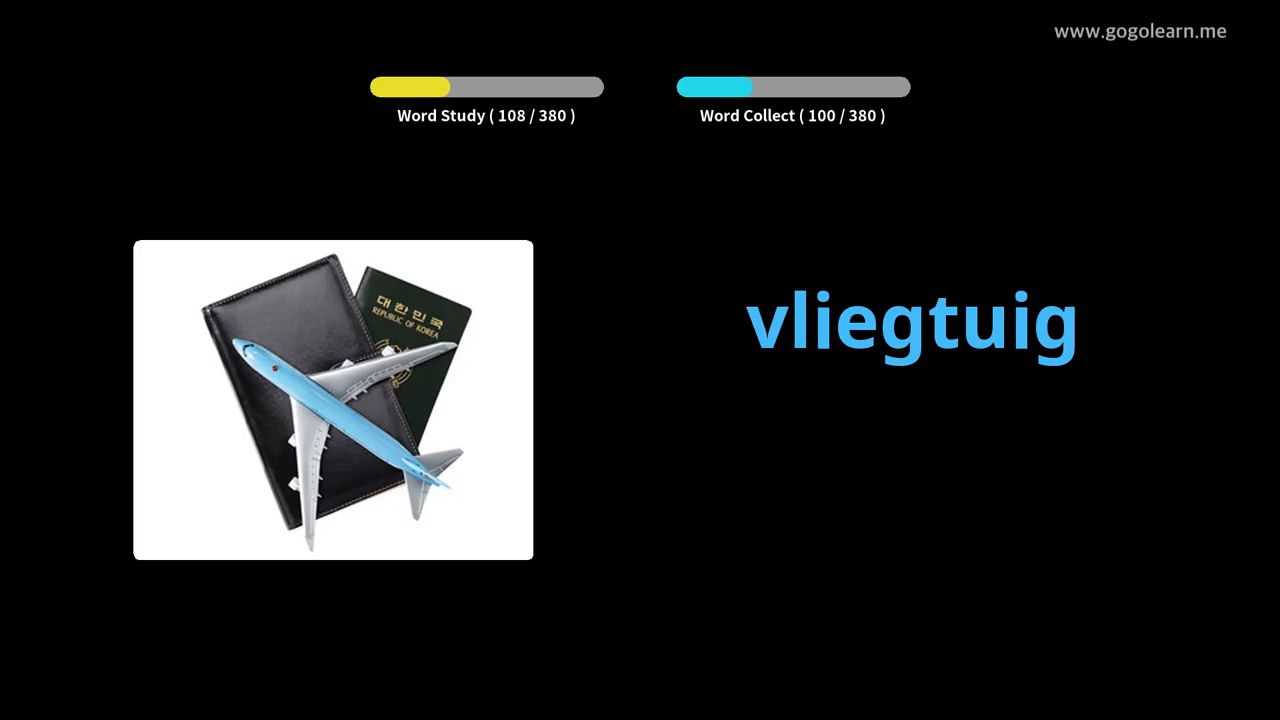 www.gogolearn.me
Word Study ( 108 / 380 )
Word Collect ( 100 / 380 )
대한민국
REPUBLIC OF KOREA
vliegtuig